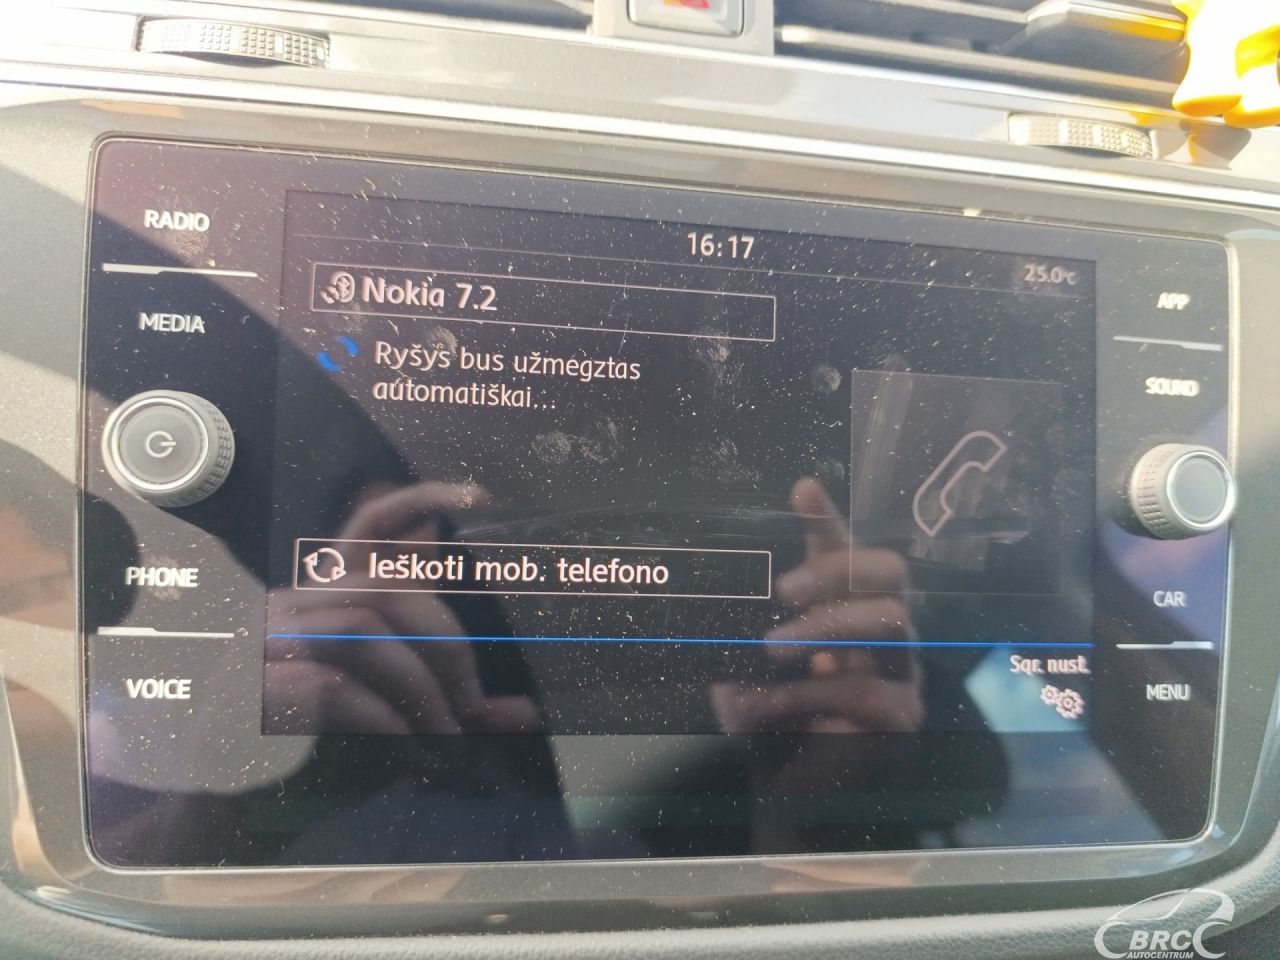 RADIO
MEDIA
PHONE
VOICE
16:17
25.0°C
Nokia 7.2
Ryšys bus užmegztas
automatiškai...
Ieškoti mob. telefono
Sąr. nust.
APP
SOUND
CAR
MENU
BRC
AUTOCENTRUM